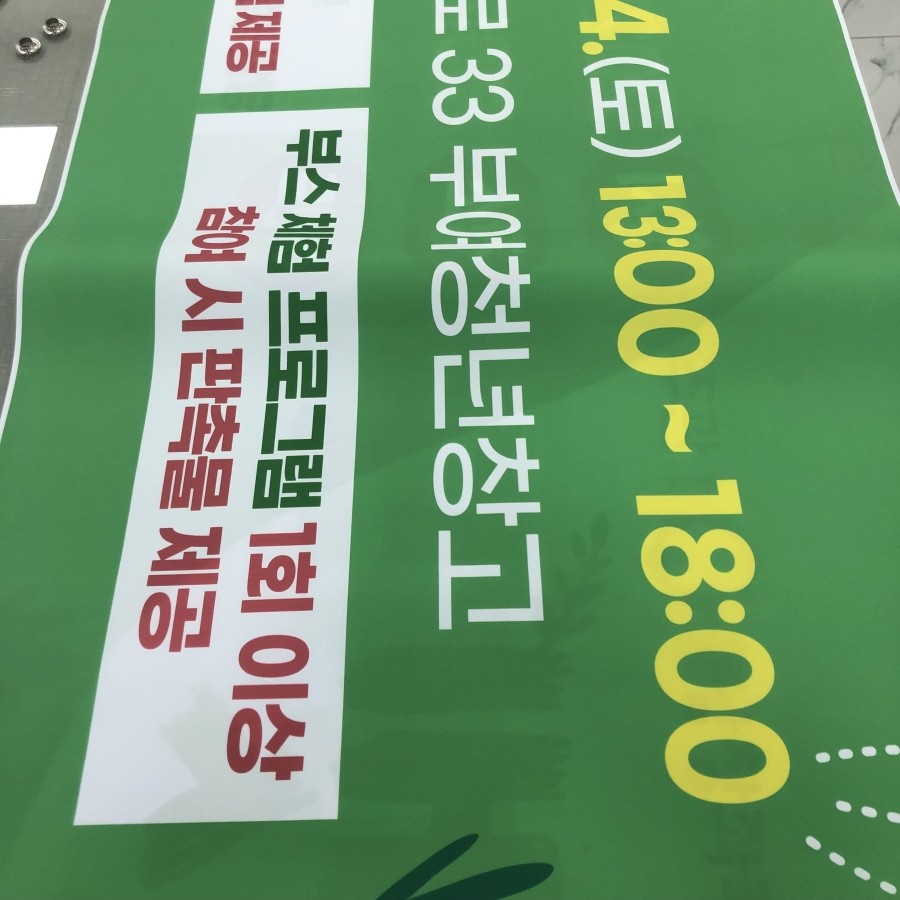 4.(토) 13:00 ~ 18:00
로 33 부여청년창고
제공
부스 체험 프로그램 1회 이상
참여 시 판촉물 제공